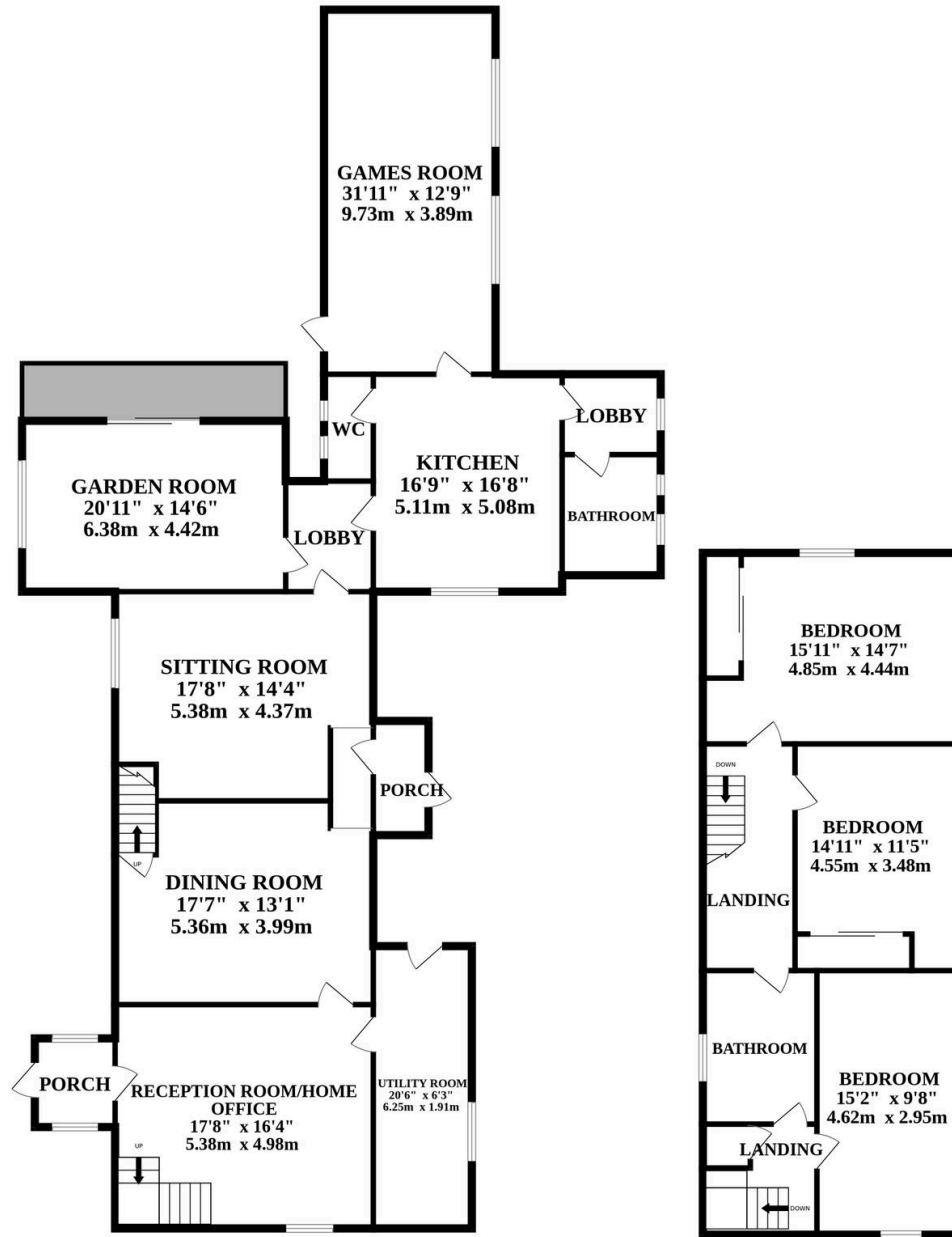 GAMES ROOM
31'11" x 12'9"
9.73m x 3.89m
WC
KITCHEN
16'9" x 16'8"
5.11m x 5.08m
LOBBY
BATHROOM
GARDEN ROOM
20'11" x 14'6"
6.38m x 4.42m
LOBBY
SITTING ROOM
17'8" x 14'4"
5.38m x 4.37m
PORCH
UP
DINING ROOM
17'7" x 13'1"
5.36m x 3.99m
PORCH
RECEPTION ROOM/HOME
OFFICE
17'8" x 16'4"
5.38m x 4.98m
UP
UTILITY ROOM
20'6" x 6'3"
6.25m x 1.91m
BEDROOM
15'11" x 14'7"
4.85m x 4.44m
DOWN
BEDROOM
14'11" x 11'5"
4.55m x 3.48m
LANDING
BATHROOM
BEDROOM
15'2" x 9'8"
4.62m x 2.95m
LANDING
DOWN